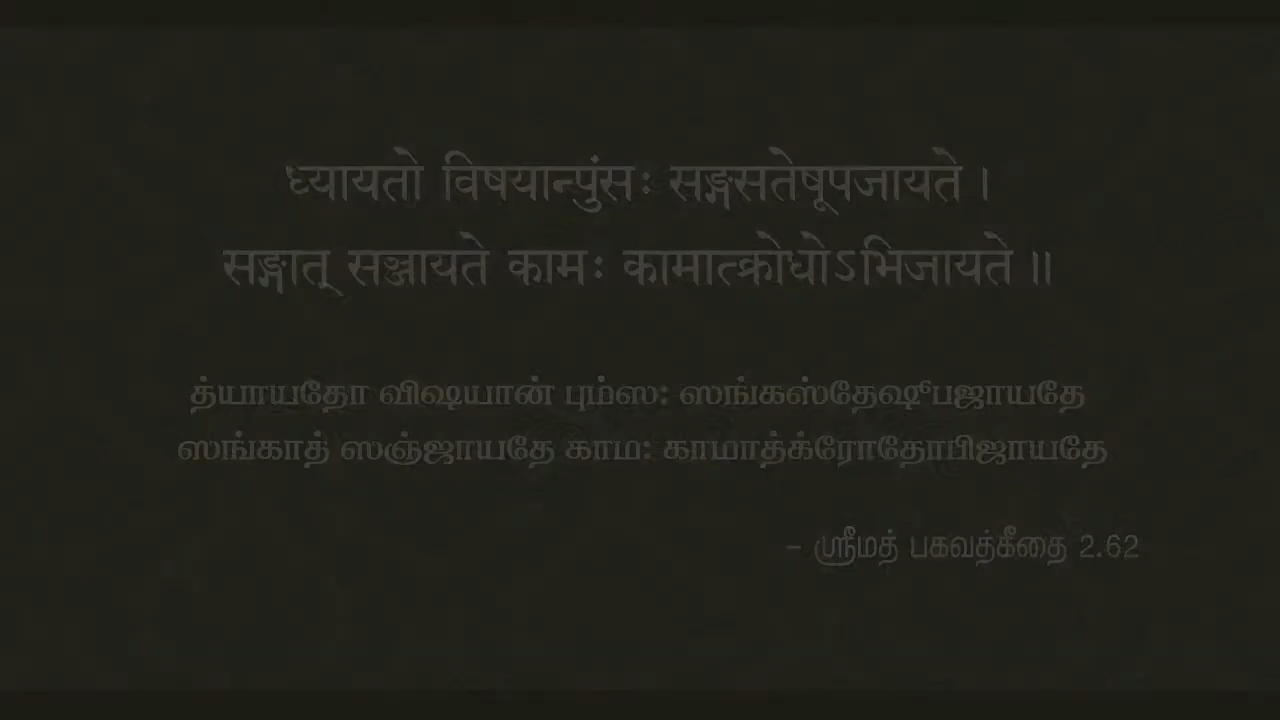 ध्यायतो विषयान्पुंसः सङ्गसतेषूपजायते ।
सङ्गात् सञ्जायते कामः कामात्क्रोधोऽभिजायते ॥
த்யாயதோ விஷயான் பும்ஸ: ஸங்கஸ்தேஷூபஜாயதே
ஸங்காத் ஸஞ்ஜாயதே காம: காமாத்க்ரோதோபிஜாயதே
– ஸ்ரீமத் பகவத்கீதை 2.62